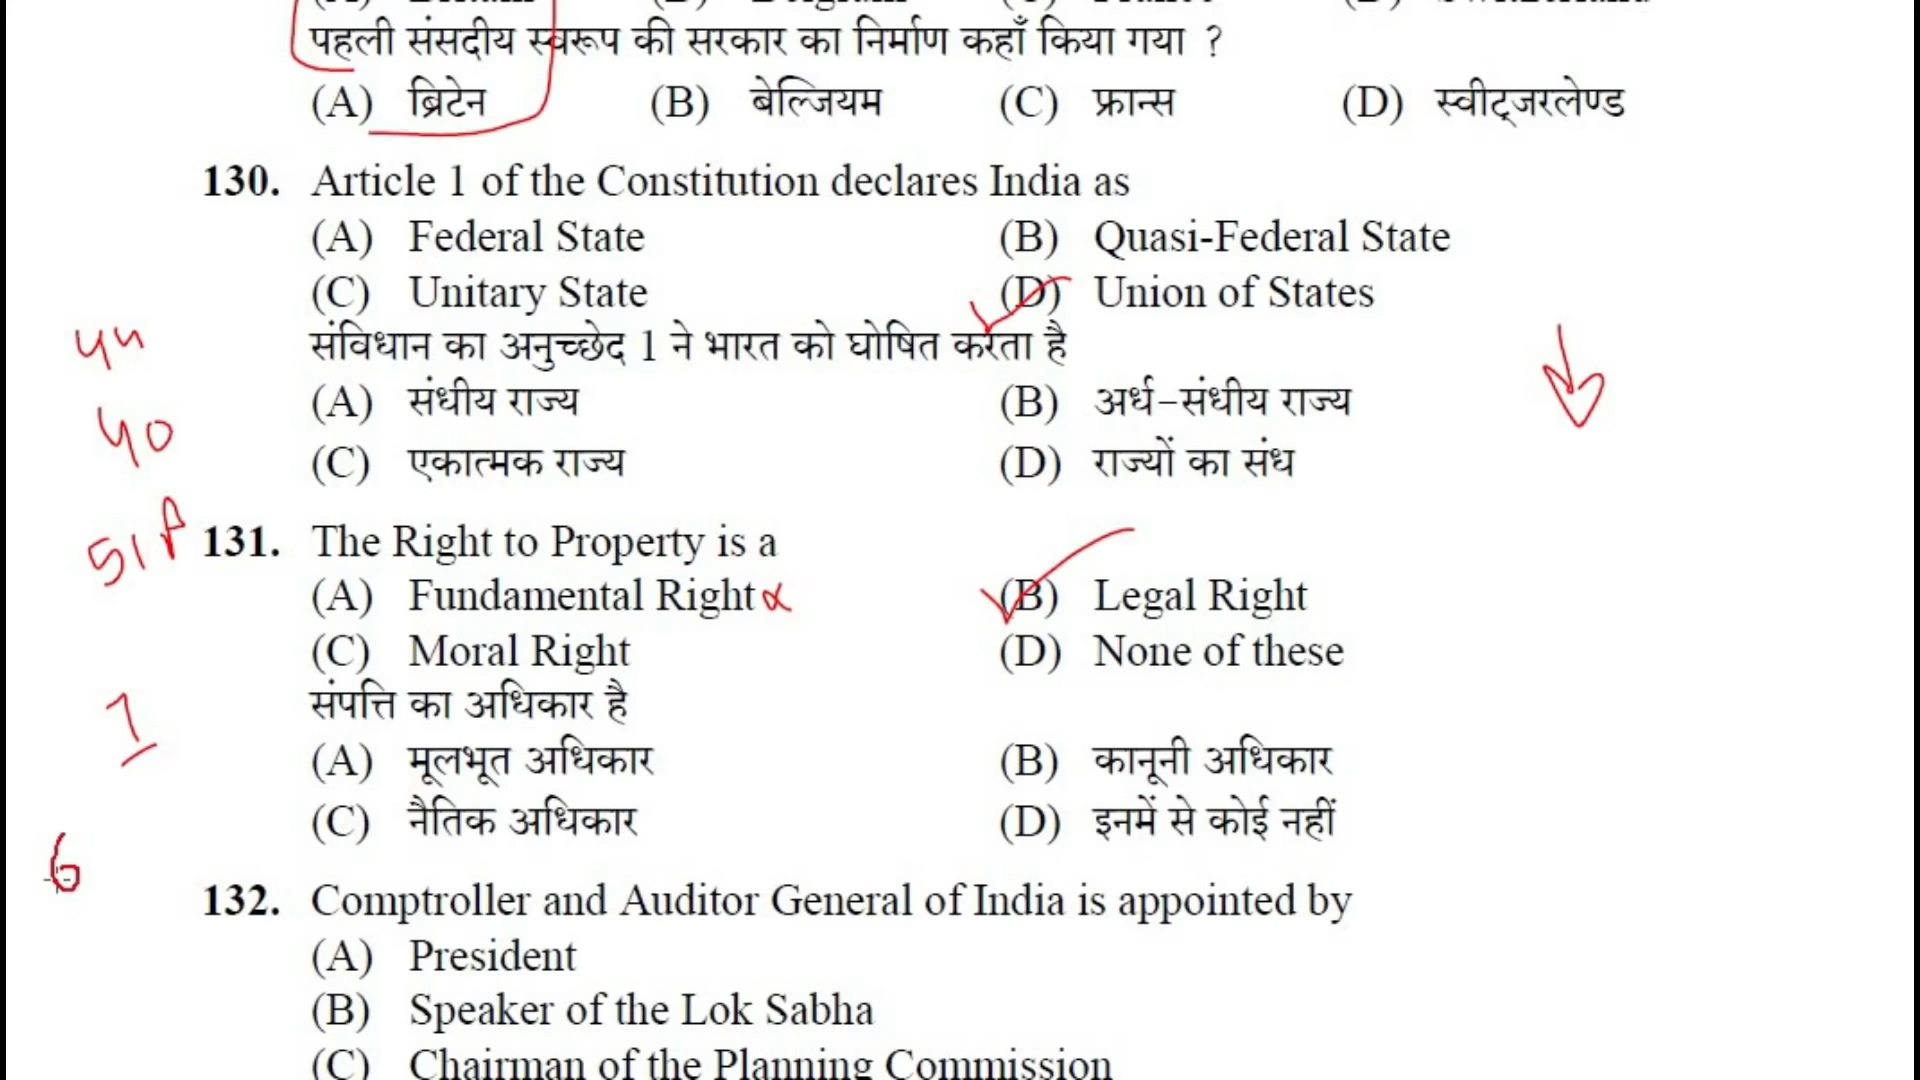 पहली संसदीय स्वरूप की सरकार का निर्माण कहाँ किया गया ?
(A) ब्रिटेन (B) बेल्जियम (C) फ्रान्स (D) स्वीट्जरलेण्ड
130. Article 1 of the Constitution declares India as
(A) Federal State (B) Quasi-Federal State
(C) Unitary State (D) Union of States
संविधान का अनुच्छेद 1 ने भारत को घोषित करता है
(A) संधीय राज्य (B) अर्ध-संधीय राज्य
40
(C) एकात्मक राज्य (D) राज्यों का संध
131. The Right to Property is a
(A) Fundamental Right (B) Legal Right
(C) Moral Right (D) None of these
संपत्ति का अधिकार है
1
(A) मूलभूत अधिकार (B) कानूनी अधिकार
(C) नैतिक अधिकार (D) इनमें से कोई नहीं
6
132. Comptroller and Auditor General of India is appointed by
(A) President
(B) Speaker of the Lok Sabha
(C) Chairman of the Planning Commission